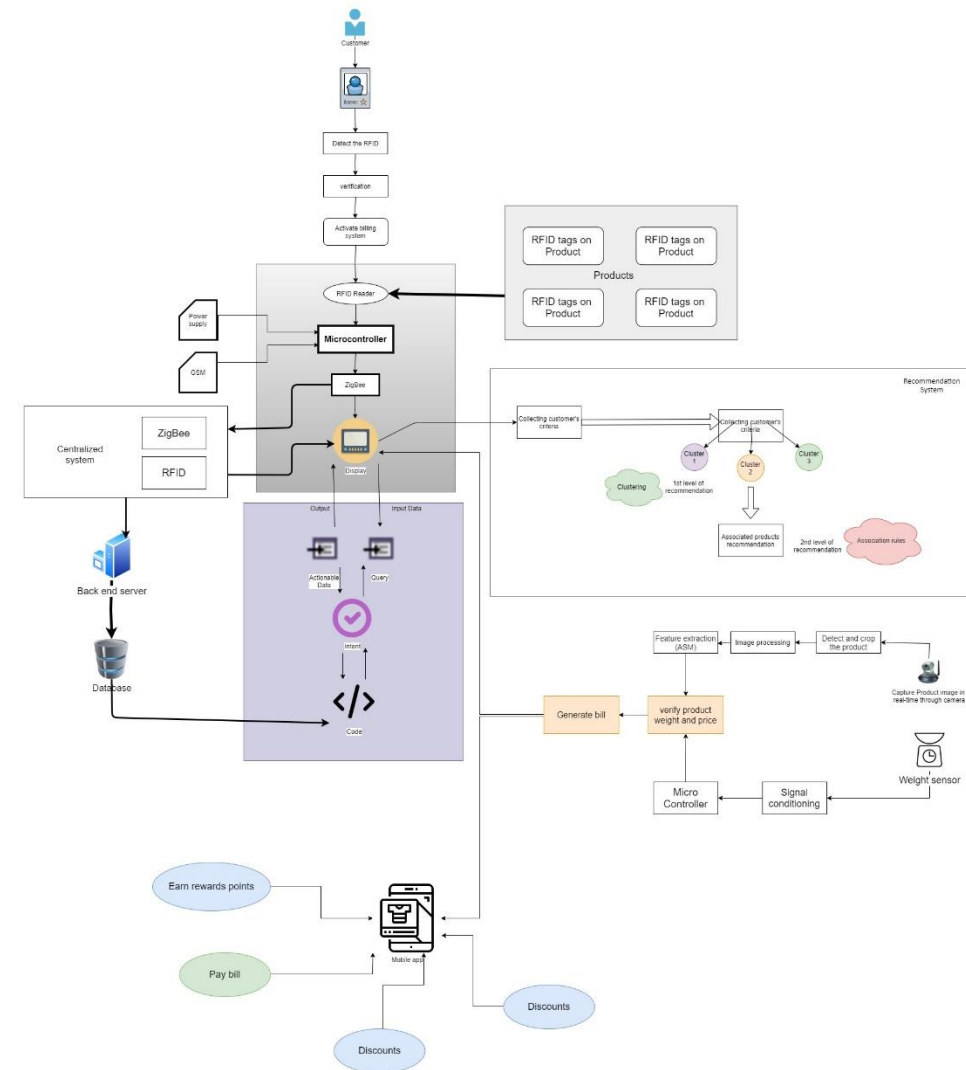 Customer
Detect the RFID
verification
Activate billing
system
RFID tags on
Product
RFID tags on
Product
Products
RFID tags on
Product
RFID tags on
Product
RFID Reader
Power
supply
Microcontroller
GSM
ZigBee
Recommendation
System
Centralized
system
ZigBee
RFID
Display
Collecting customer's
criteria
Collecting customer's
criteria
Cluster
1
Cluster
2
Cluster
3
Clustering
1st level of
recommendation
Associated products
recommendation
2nd level of
recommendation
Association rules
Output
Input Data
Actionable
Data
Query
Intent
Code
Back end server
Database
Feature extraction
(ASM)
Image processing
Detect and crop
the product
Capture Product image in
real-time through camera
Generate bill
verify product
weight and price
Weight sensor
Micro
Controller
Signal
conditioning
Earn rewards points
Mobile app
Pay bill
Discounts
Discounts